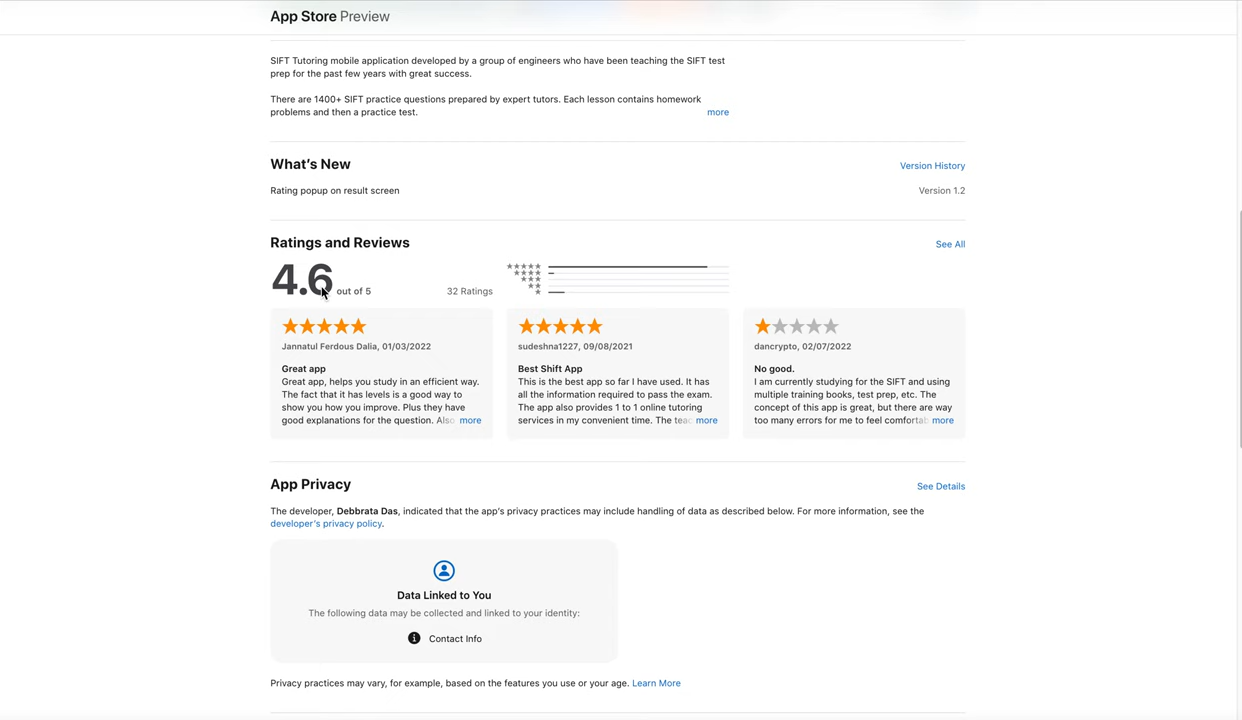 App Store Preview
SIFT Tutoring mobile application developed by a group of engineers who have been teaching the SIFT test
prep for the past few years with great success.
There are 1400+ SIFT practice questions prepared by expert tutors. Each lesson contains homework
problems and then a practice test.
more
What's New
Version History
Rating popup on result screen
Version 1.2
Ratings and Reviews
See All
4.6 out of 5
32 Ratings
Jannatul Ferdous Dalia, 01/03/2022
Great app
Great app, helps you study in an efficient way.
The fact that it has levels is a good way to
show you how you improve. Plus they have
good explanations for the question. Also more
sudeshna1227, 09/08/2021
Best Shift App
This is the best app so far I have used. It has
all the information required to pass the exam.
The app also provides 1 to 1 online tutoring
services in my convenient time. The more
dancrypto, 02/07/2022
No good.
I am currently studying for the SIFT and using
multiple training books, test prep, etc. The
concept of this app is great, but there are way
too many errors for me to feel more
App Privacy
See Details
The developer, Debbrata Das, indicated that the app's privacy practices may include handling of data as described below. For more information, see the
developer's privacy policy.
Data Linked to You
The following data may be collected and linked to your identity:
Contact Info
Privacy practices may vary, for example, based on the features you use or your age. Learn More